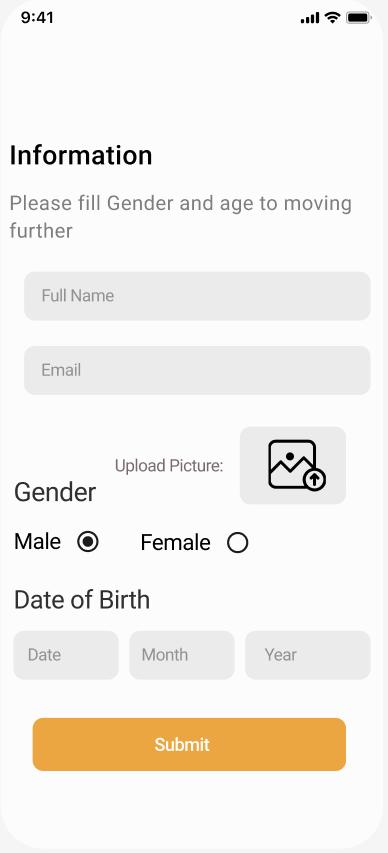 9:41
Information
Please fill Gender and age to moving
further
Full Name
Email
Upload Picture:
Gender
Male
Female
Date of Birth
Date
Month
Year
Submit